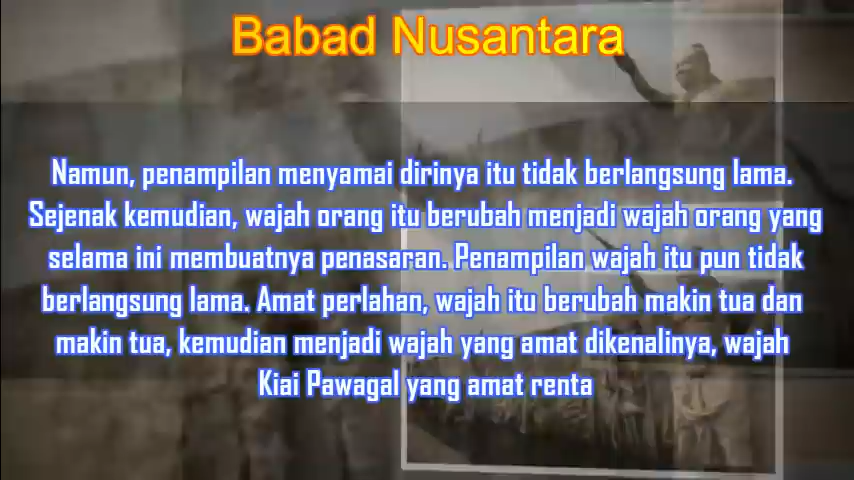 Babad Nusantara
Namun, penampilan menyamai dirinya itu tidak berlangsung lama.
Sejenak kemudian, wajah orang itu berubah menjadi wajah orang yang
selama ini membuatnya penasaran. Penampilan wajah itu pun tidak
berlangsung lama. Amat perlahan, wajah itu berubah makin tua dan
makin tua, kemudian menjadi wajah yang amat dikenalinya, wajah
Kiai Pawagal yang amat renta